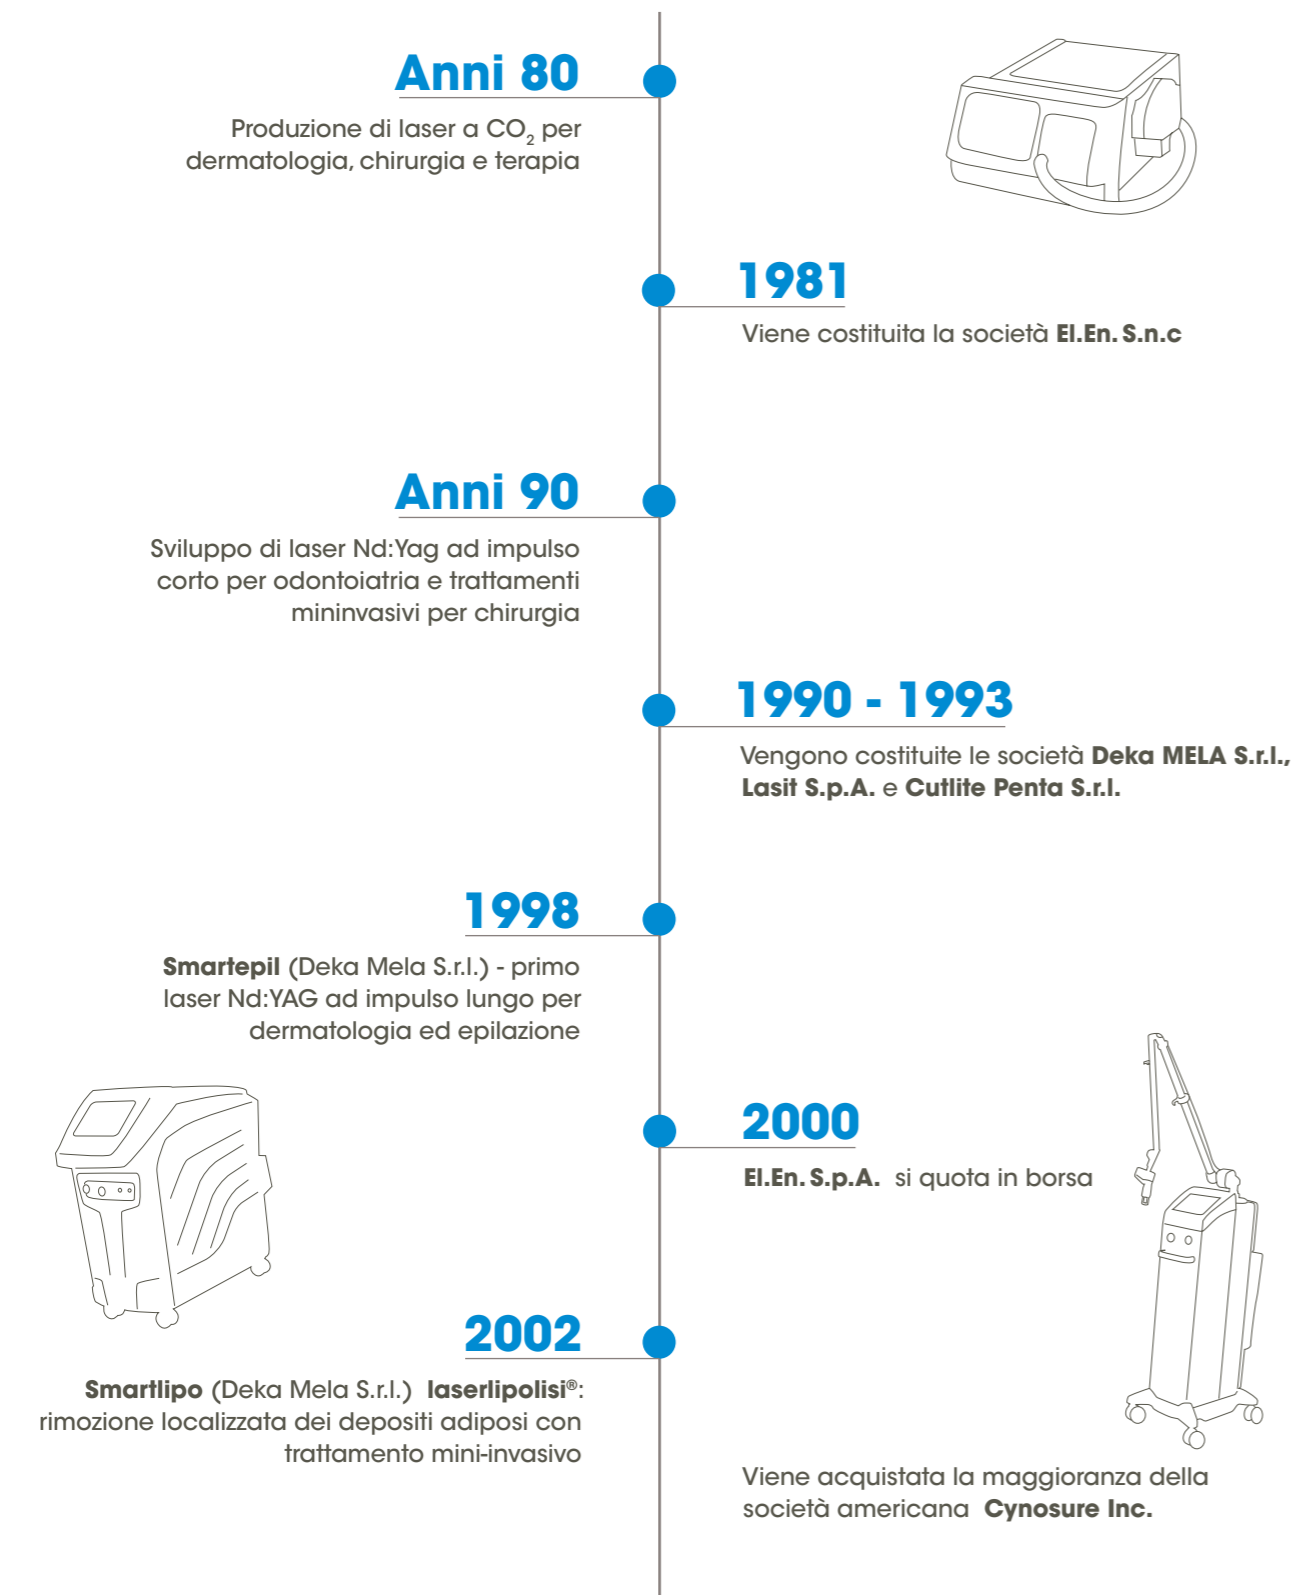 Anni 80
Produzione di laser a CO₂ per
dermatologia, chirurgia e terapia
1981
Viene costituita la società El.En. S.n.c
Anni 90
Sviluppo di laser Nd:Yag ad impulso
corto per odontoiatria e trattamenti
mininvasivi per chirurgia
1990 - 1993
Vengono costituite le società Deka MELA S.r.l.,
Lasit S.p.A. e Cutlite Penta S.r.l.
1998
Smartepil (Deka Mela S.r.l.) - primo
laser Nd:YAG ad impulso lungo per
dermatologia ed epilazione
2000
El.En. S.p.A. si quota in borsa
2002
Smartlipo (Deka Mela S.r.l.) laserlipolisi®:
rimozione localizzata dei depositi adiposi con
trattamento mini-invasivo
Viene acquistata la maggioranza della
società americana Cynosure Inc.